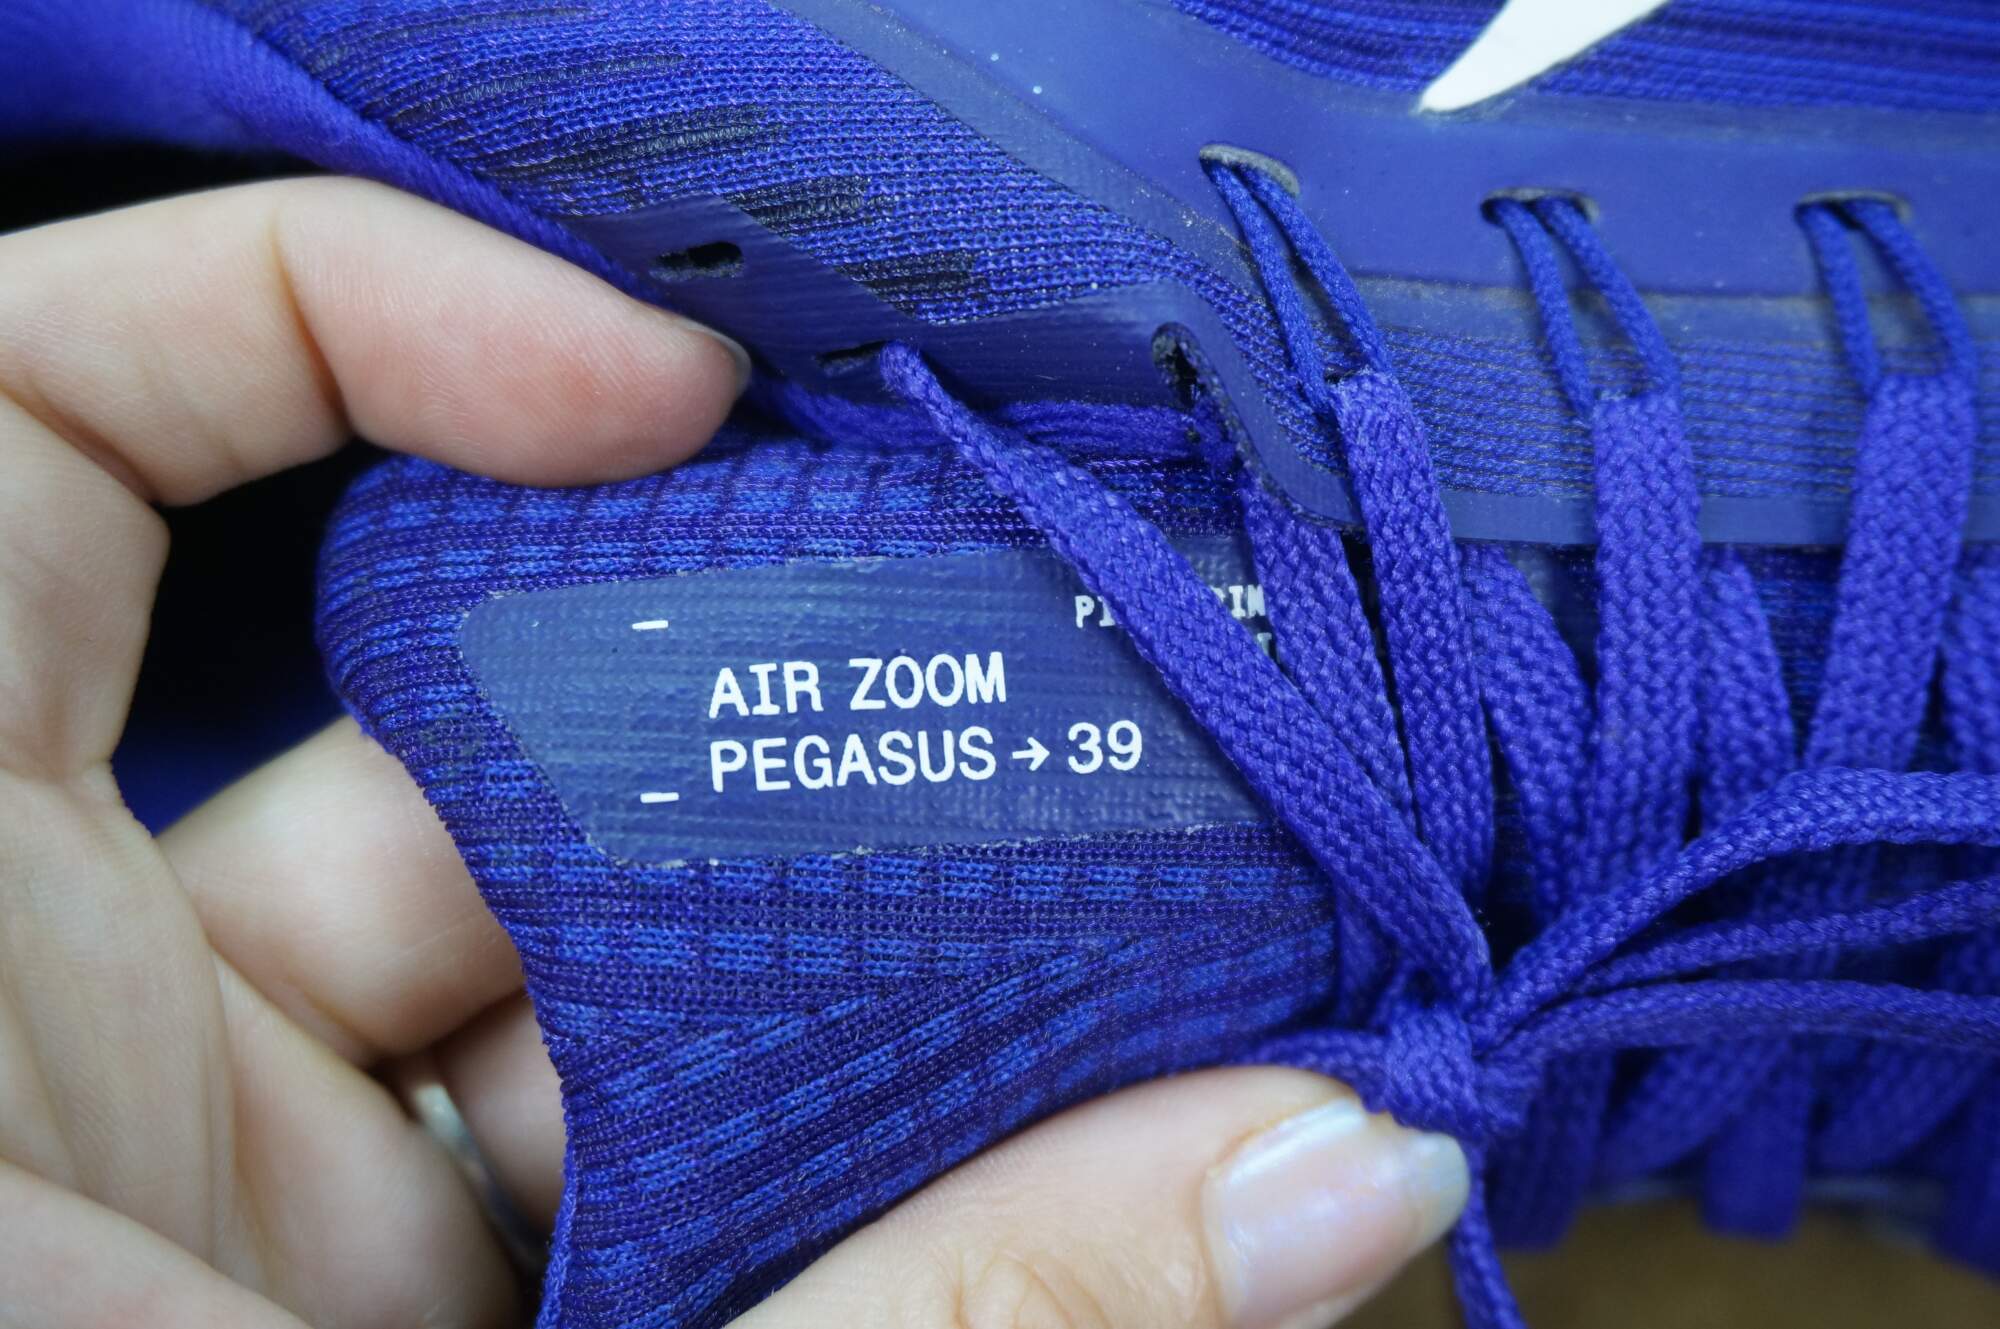 AIR ZOOM
PEGASUS → 39